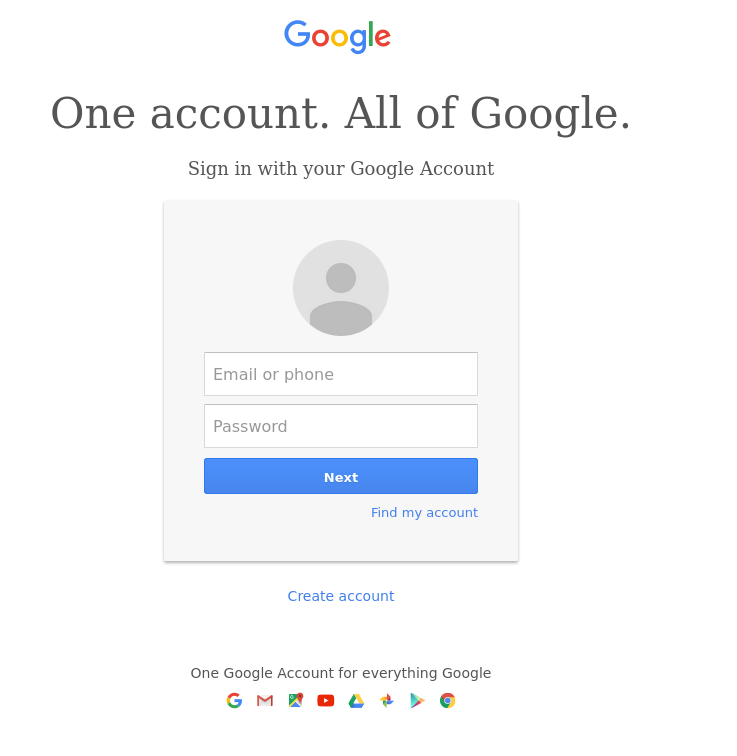 Google
One account. All of Google.
Sign in with your Google Account
Email or phone
Password
Next
Find my account
Create account
One Google Account for everything Google